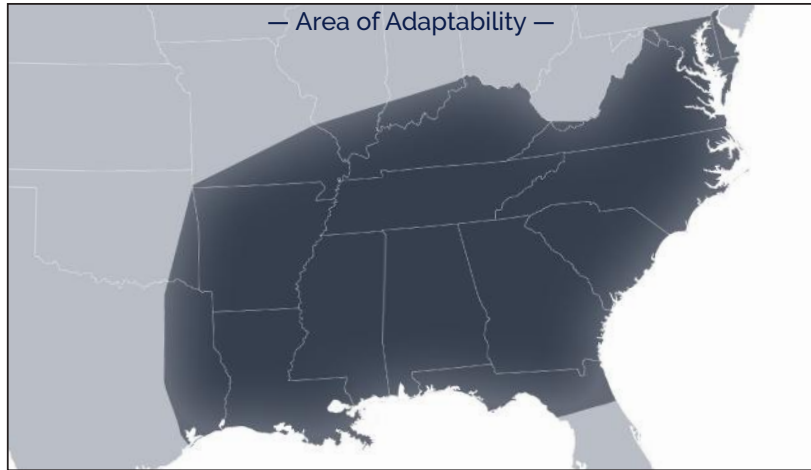 — Area of Adaptability —